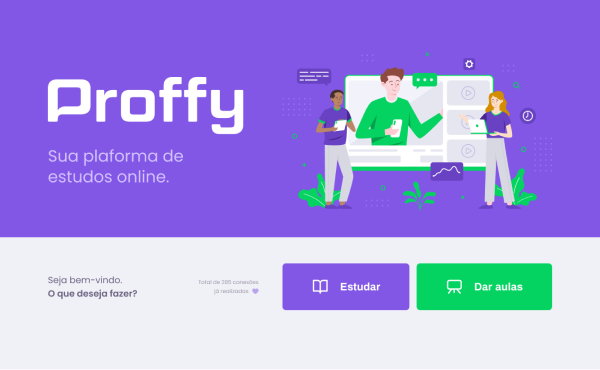 Proffy
Sua plaforma de
estudos online.
Seja bem-vindo.
O que deseja fazer?
Total de 285 conexões
já realizadas
Estudar
Dar aulas